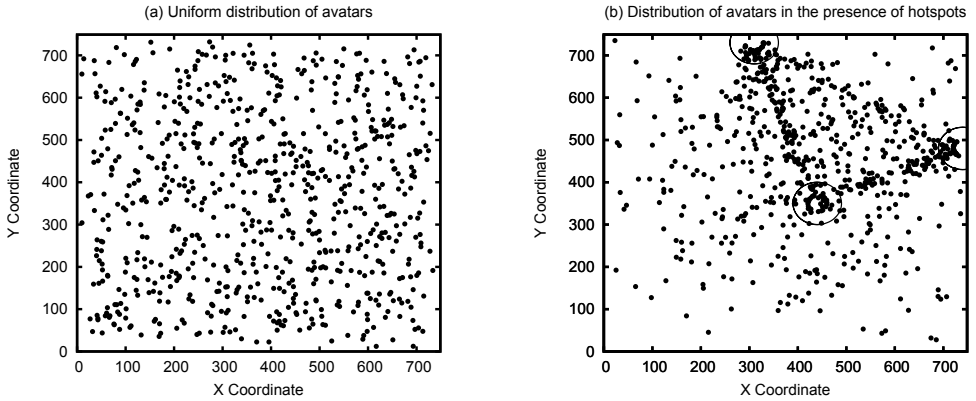 (a) Uniform distribution of avatars
700
600
500
400
300
200
100
0
0 100 200 300 400 500 600 700
X Coordinate
Y Coordinate
(b) Distribution of avatars in the presence of hotspots
700
600
500
400
300
200
100
0
0 100 200 300 400 500 600 700
X Coordinate
Y Coordinate